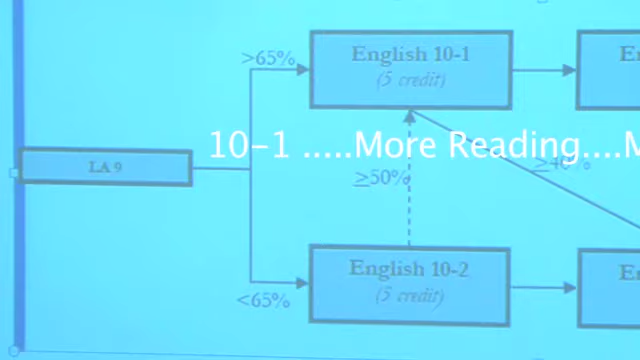 >65%
English 10-1
(5 credit)
10-1 .....More Reading....
LA 9
≥50%
≥40%
English 10-2
(5 credit)
<65%